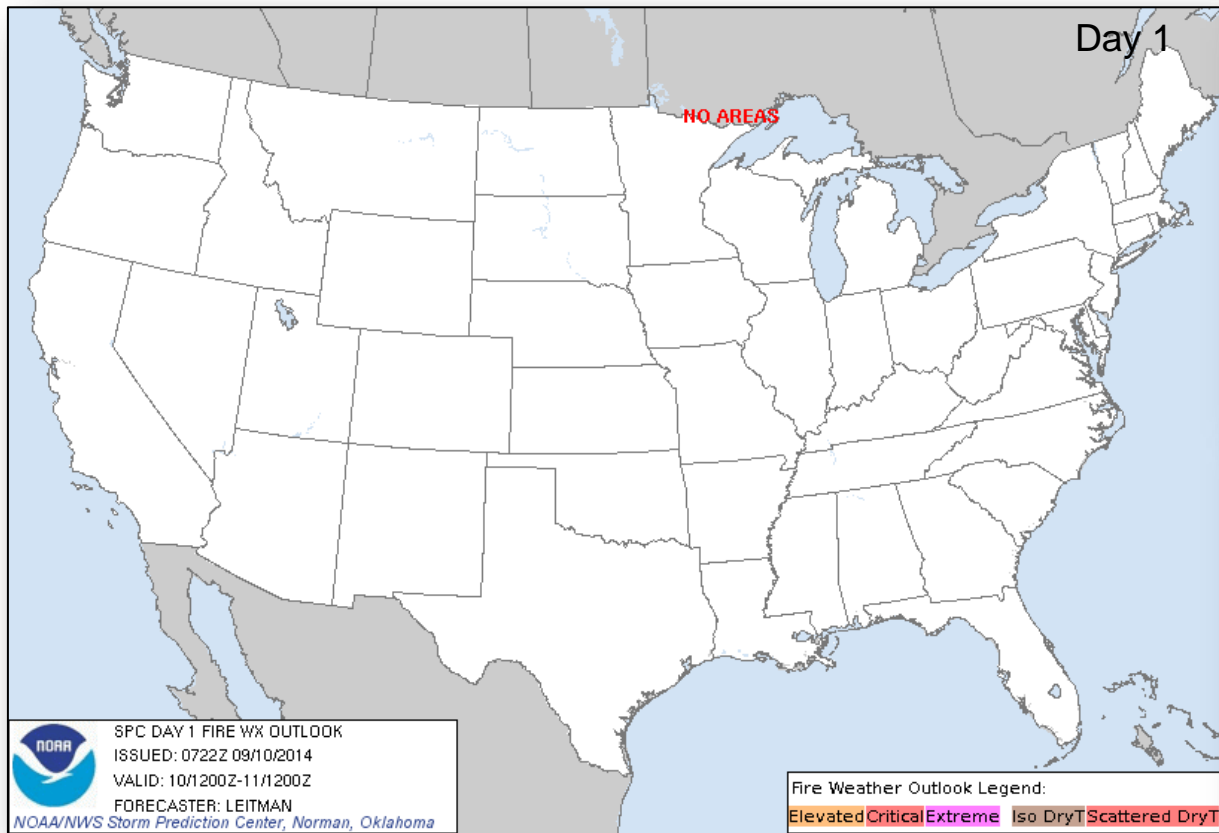 Day 1
NO AREAS
NOAA
SPC DAY 1 FIRE WX OUTLOOK
ISSUED: 0722Z 09/10/2014
VALID: 10/1200Z-11/1200Z
FORECASTER: LEITMAN
NOAA/NWS Storm Prediction Center, Norman, Oklahoma
Fire Weather Outlook Legend:
Elevated Critical Extreme Iso DryT Scattered DryT